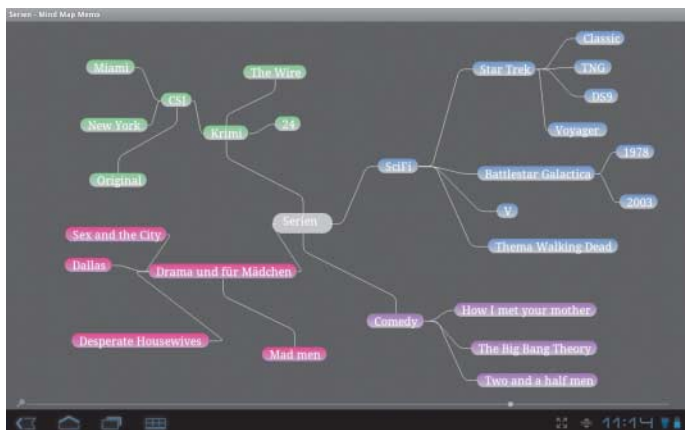 Serien - Mind Map Memo
Classic
Miami
The Wire
Star Trek
TNG
CSI
DS9
New York
24
Krimi
Voyager
1978
SciFi
Battlestar Galactica
Original
2003
V
Serien
Sex and the City
Thema Walking Dead
Dallas
Drama und für Mädchen
How I met your mother
Comedy
Desperate Housewives
The Big Bang Theory
Mad men
Two and a half men
11:14